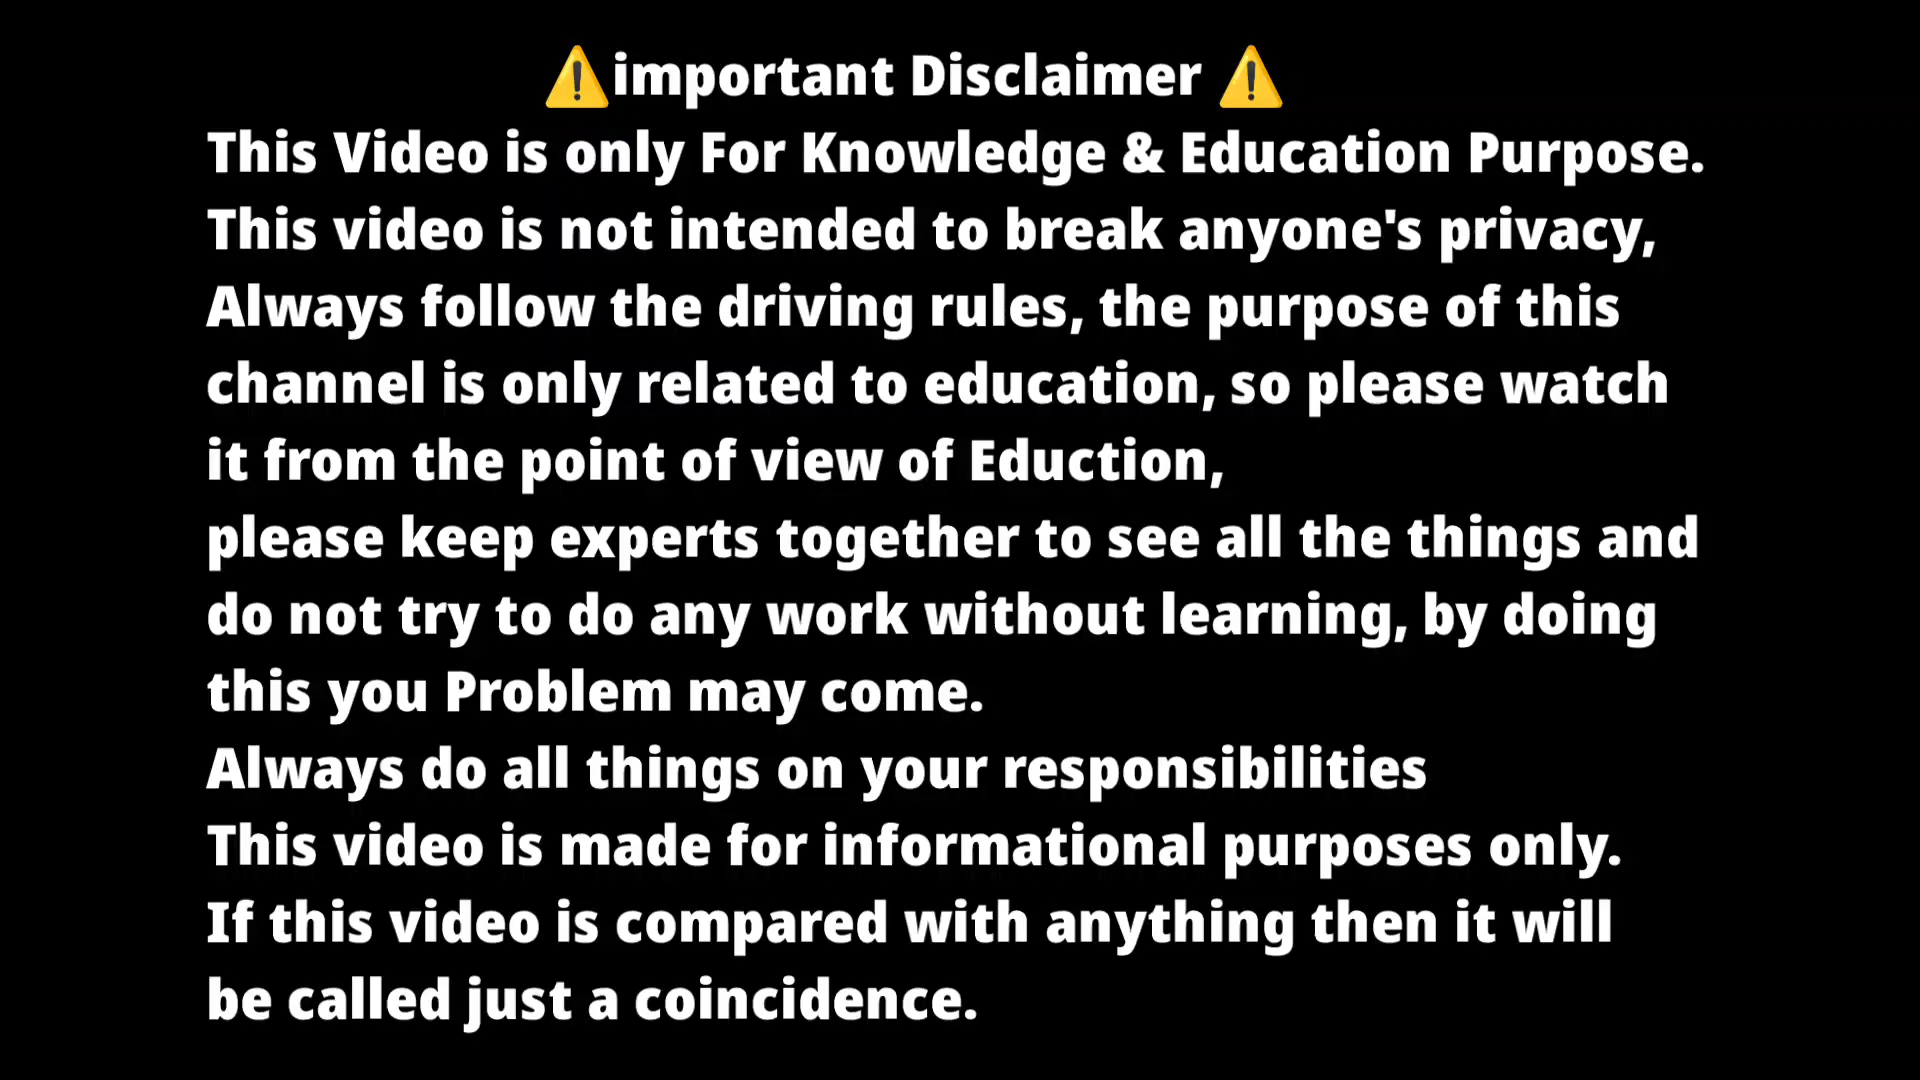 ⚠️important Disclaimer ⚠️
This Video is only For Knowledge & Education Purpose.
This video is not intended to break anyone's privacy,
Always follow the driving rules, the purpose of this
channel is only related to education, so please watch
it from the point of view of Eduction,
please keep experts together to see all the things and
do not try to do any work without learning, by doing
this you Problem may come.
Always do all things on your responsibilities
This video is made for informational purposes only.
If this video is compared with anything then it will
be called just a coincidence.